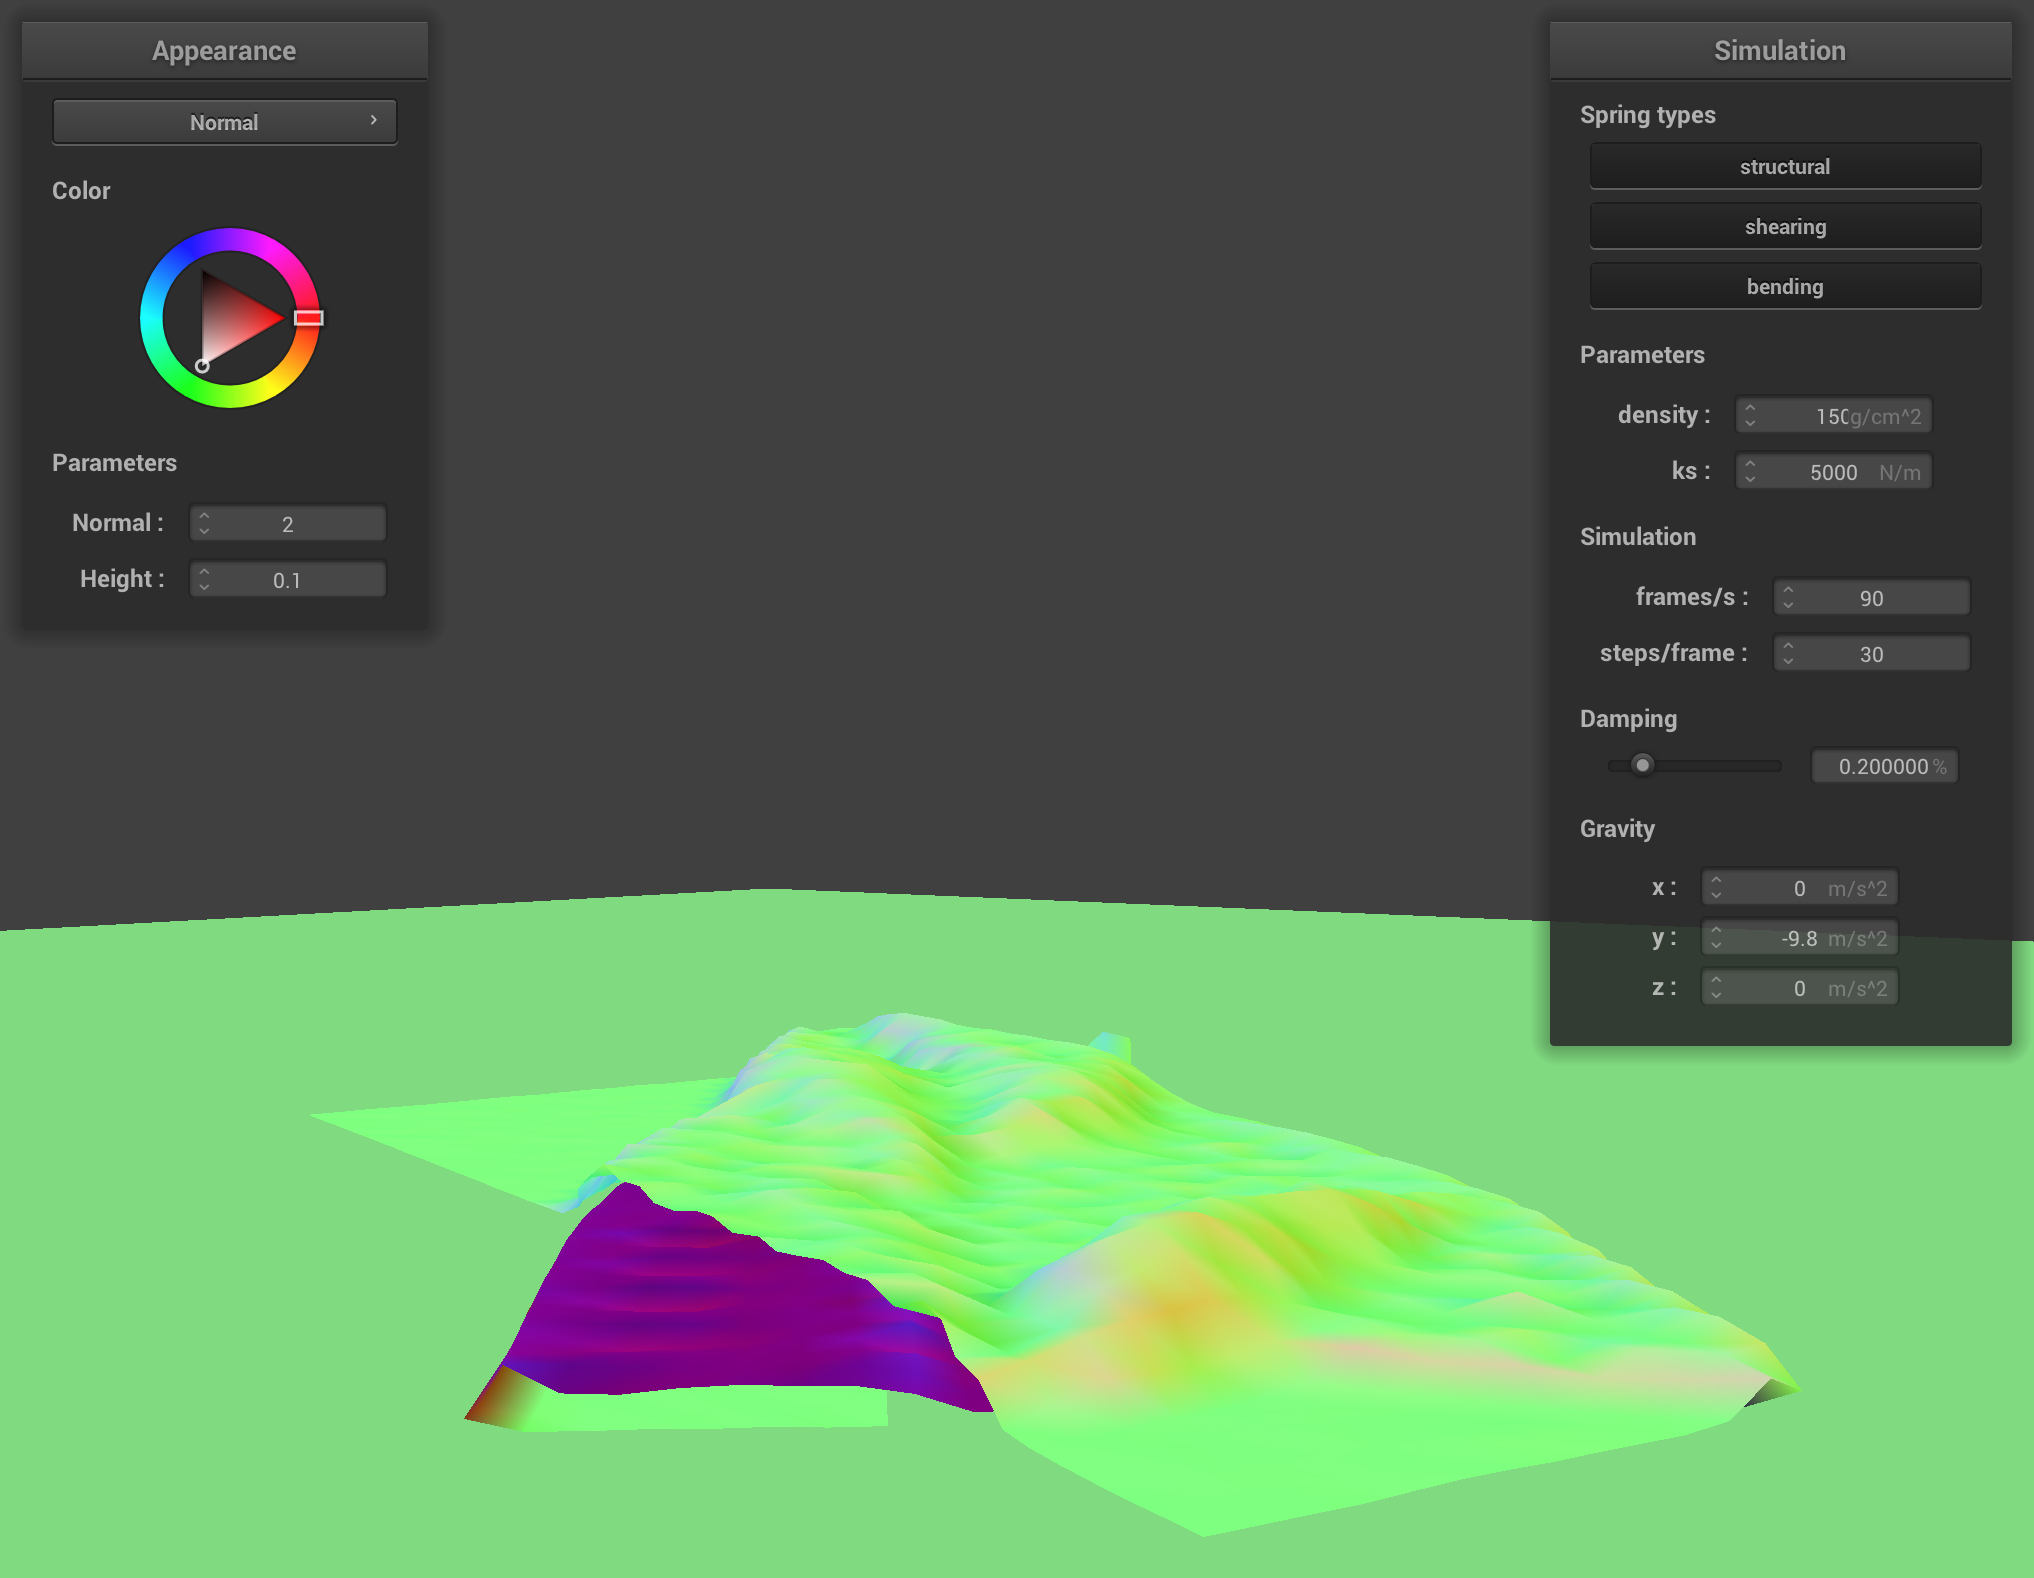 Appearance
Normal
Color
Parameters
Normal :
2
Height :
0.1
Simulation
Spring types
structural
shearing
bending
Parameters
density :
150g/cm^2
ks :
5000 N/m
Simulation
frames/s :
90
steps/frame :
30
Damping
0.200000 %
Gravity
x :
0 m/s^2
y :
-9.8 m/s^2
z :
0 m/s^2